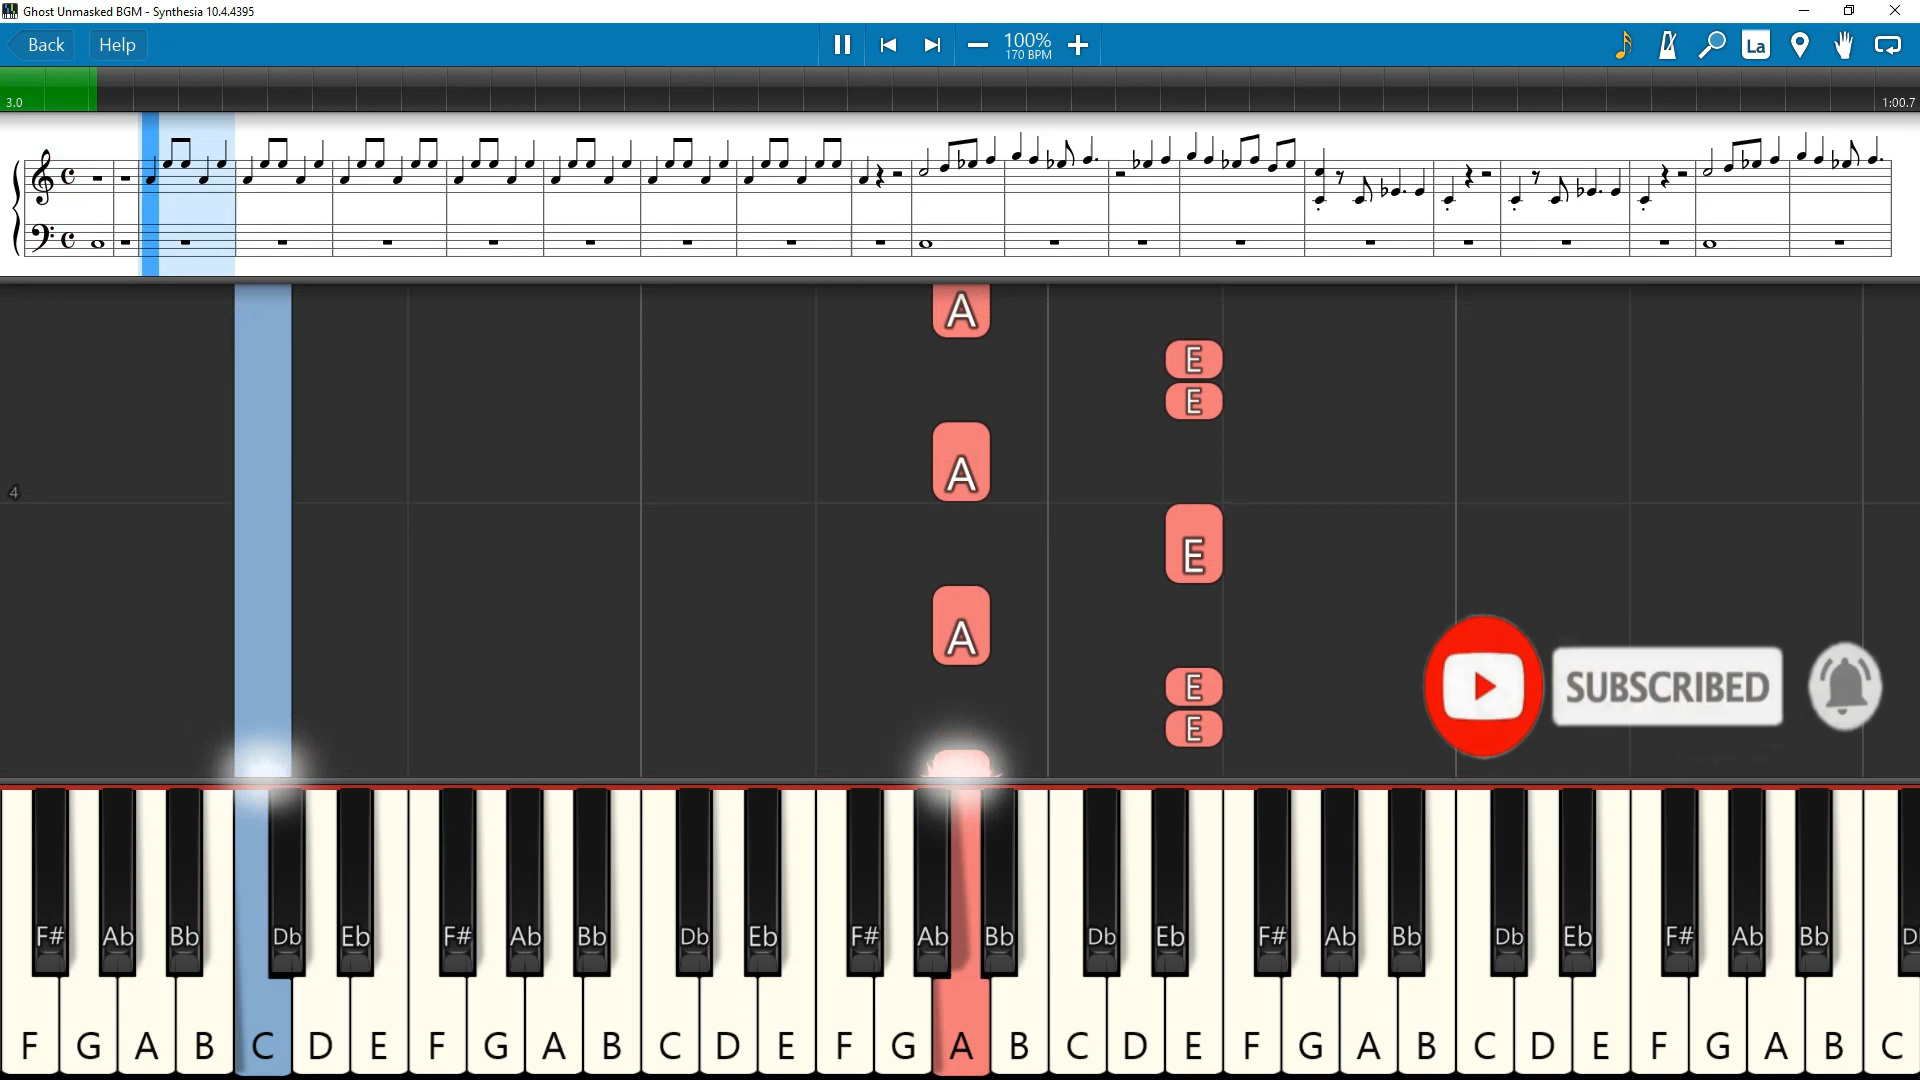 Ghost Unmasked BGM - Synthesia 10.4.4395
Back Help 100% La
170 BPM
3.0 1:00.7
A
E
E
A
4
E
A
E
SUBSCRIBED
E
F# Ab Bb Db Eb F# Ab Bb Db Eb F# Ab Bb Db Eb F# Ab Bb Db Eb F# Ab Bb D
F G A B C D E F G A B C D E F G A B C D E F G A B C D E F G A B C